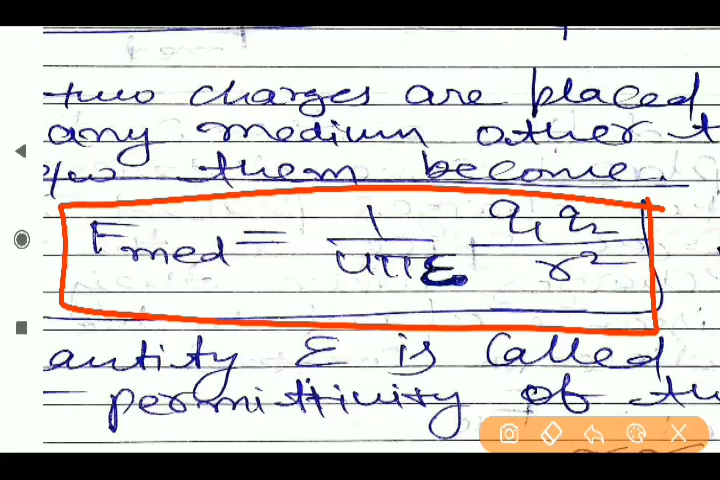 two charges are placed
any medium other t
b/w them become.
Fmed = 1/4πε q₁q₂/r²
antity ε is called
permittivity of th